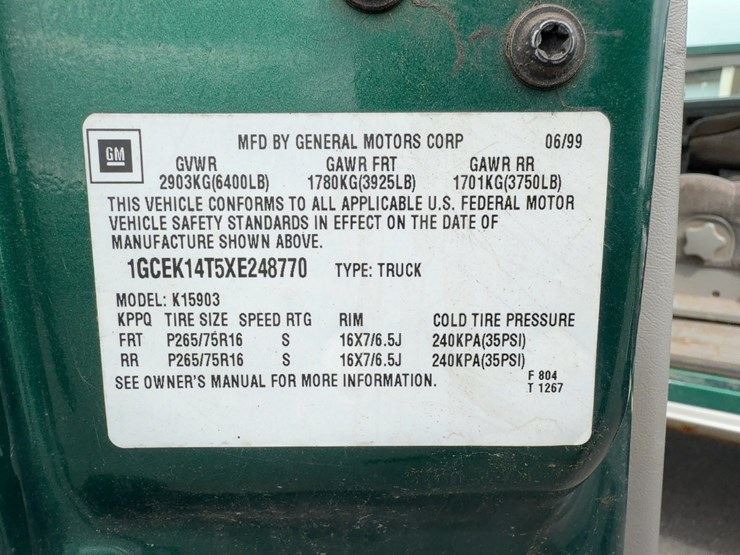 GM
MFD BY GENERAL MOTORS CORP 06/99
GVWR GAWR FRT GAWR RR
2903KG(6400LB) 1780KG(3925LB) 1701KG(3750LB)
THIS VEHICLE CONFORMS TO ALL APPLICABLE U.S. FEDERAL MOTOR
VEHICLE SAFETY STANDARDS IN EFFECT ON THE DATE OF
MANUFACTURE SHOWN ABOVE.
1GCEK14T5XE248770 TYPE: TRUCK
MODEL: K15903
KPPQ TIRE SIZE SPEED RTG RIM COLD TIRE PRESSURE
FRT P265/75R16 S 16X7/6.5J 240KPA(35PSI)
RR P265/75R16 S 16X7/6.5J 240KPA(35PSI)
SEE OWNER'S MANUAL FOR MORE INFORMATION.
F 804
T 1267